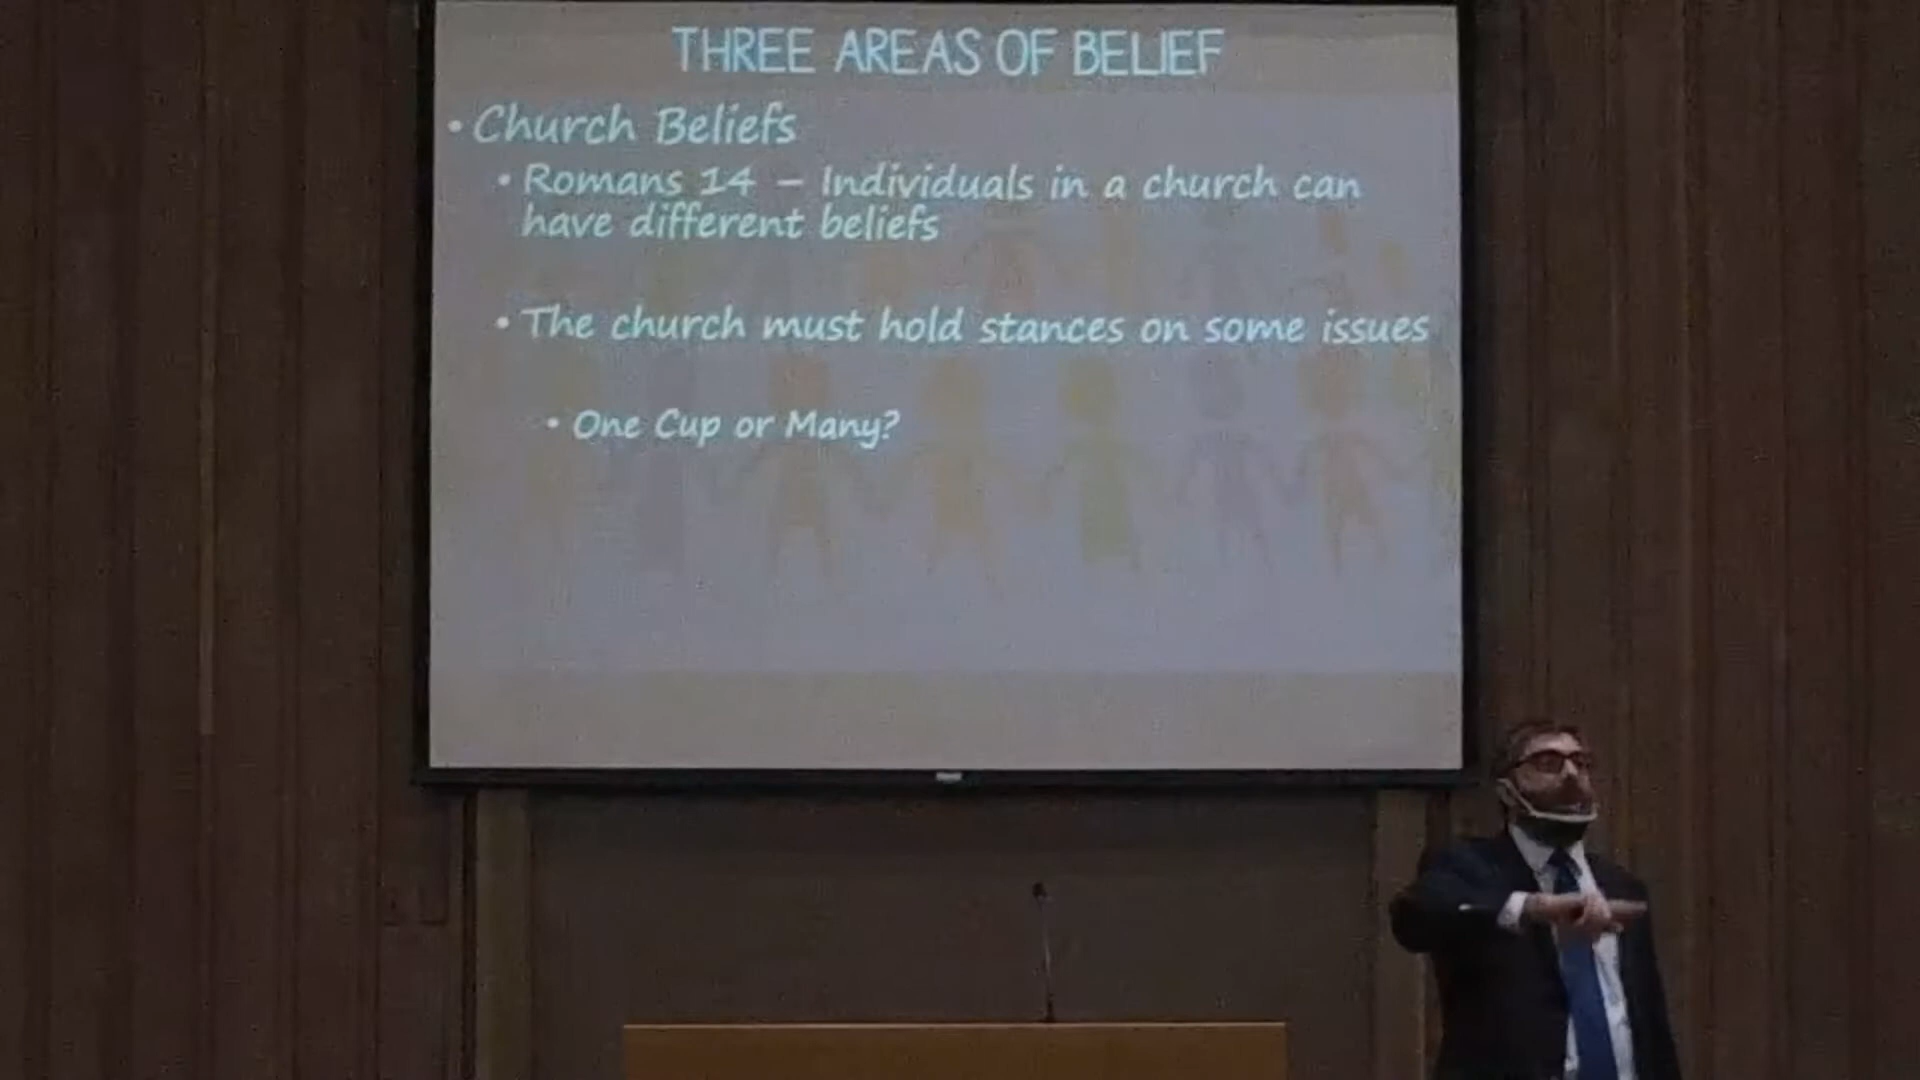 THREE AREAS OF BELIEF
• Church Beliefs
• Romans 14 – Individuals in a church can
have different beliefs
• The church must hold stances on some issues
• One Cup or Many?